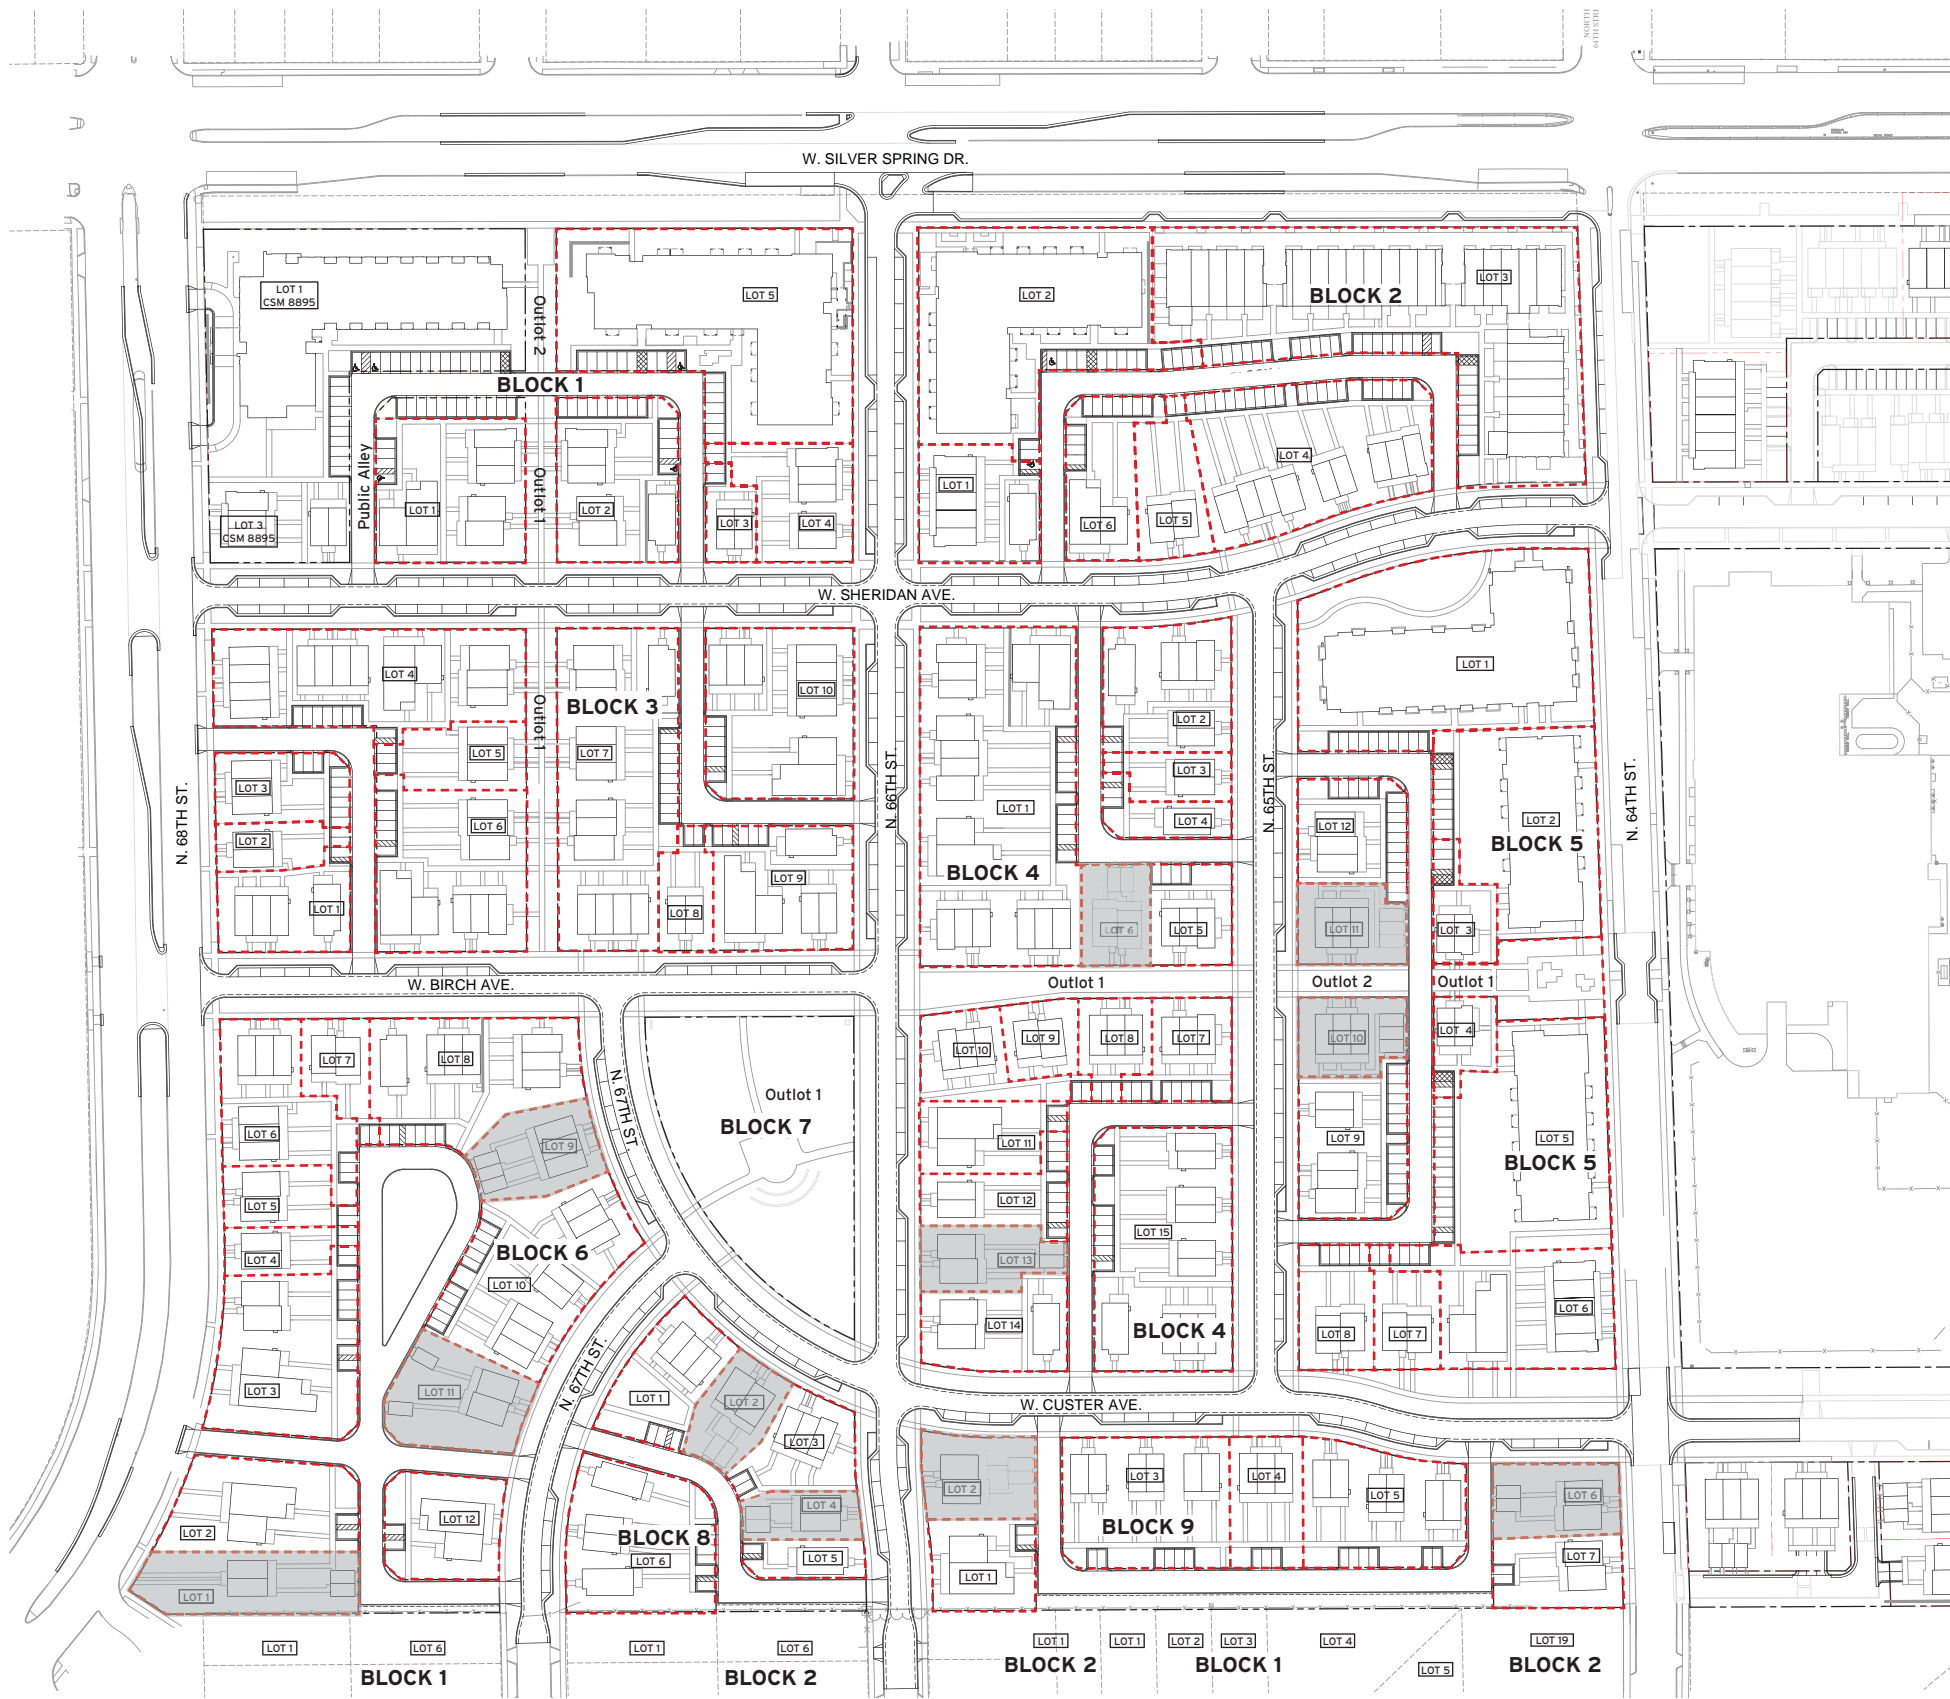 NORTH
64TH STRE
W. SILVER SPRING DR.
LOT 1
CSM 8895
Outlot 2
LOT 5
LOT 2
BLOCK 2
LOT 3
BLOCK 1
Public Alley
LOT 1
Outlot 1
LOT 2
LOT 3
LOT 4
LOT 3
CSM 8895
LOT 1
LOT 6
LOT 5
LOT 4
W. SHERIDAN AVE.
LOT 4
Outlot 1
BLOCK 3
LOT 10
LOT 5
LOT 7
LOT 3
LOT 2
LOT 6
LOT 1
LOT 8
LOT 9
N. 68TH ST.
N. 66TH ST.
LOT 2
LOT 3
LOT 4
LOT 1
BLOCK 4
LOT 6
LOT 5
N. 65TH ST.
LOT 1
LOT 2
BLOCK 5
LOT 12
LOT 11
LOT 3
N. 64TH ST.
W. BIRCH AVE.
Outlot 1
Outlot 2
Outlot 1
LOT 7
LOT 8
LOT 6
LOT 9
LOT 5
LOT 4
BLOCK 6
LOT 10
LOT 3
LOT 11
N. 67TH ST.
N. 67TH ST.
Outlot 1
BLOCK 7
LOT 10
LOT 9
LOT 8
LOT 7
LOT 11
LOT 12
LOT 13
LOT 14
LOT 15
BLOCK 4
LOT 10
LOT 4
LOT 9
LOT 5
BLOCK 5
LOT 8
LOT 7
LOT 6
W. CUSTER AVE.
LOT 2
LOT 1
LOT 12
LOT 1
LOT 2
LOT 3
LOT 4
LOT 5
BLOCK 8
LOT 6
LOT 2
LOT 1
LOT 3
LOT 4
LOT 5
BLOCK 9
LOT 6
LOT 7
LOT 1
LOT 6
LOT 1
LOT 6
LOT 1
LOT 1
LOT 2
LOT 3
LOT 4
LOT 5
LOT 19
BLOCK 1
BLOCK 2
BLOCK 2
BLOCK 1
BLOCK 2